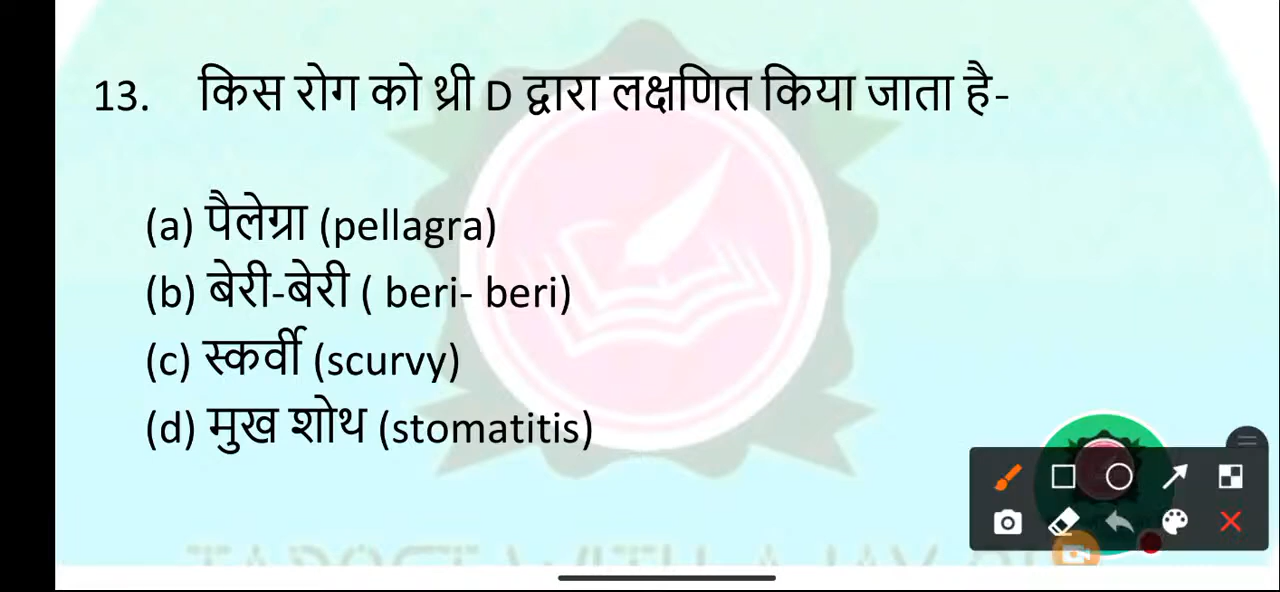 13. किस रोग को थ्री D द्वारा लक्षणित किया जाता है-
(a) पैलेग्रा (pellagra)
(b) बेरी-बेरी ( beri- beri)
(c) स्कर्वी (scurvy)
(d) मुख शोथ (stomatitis)